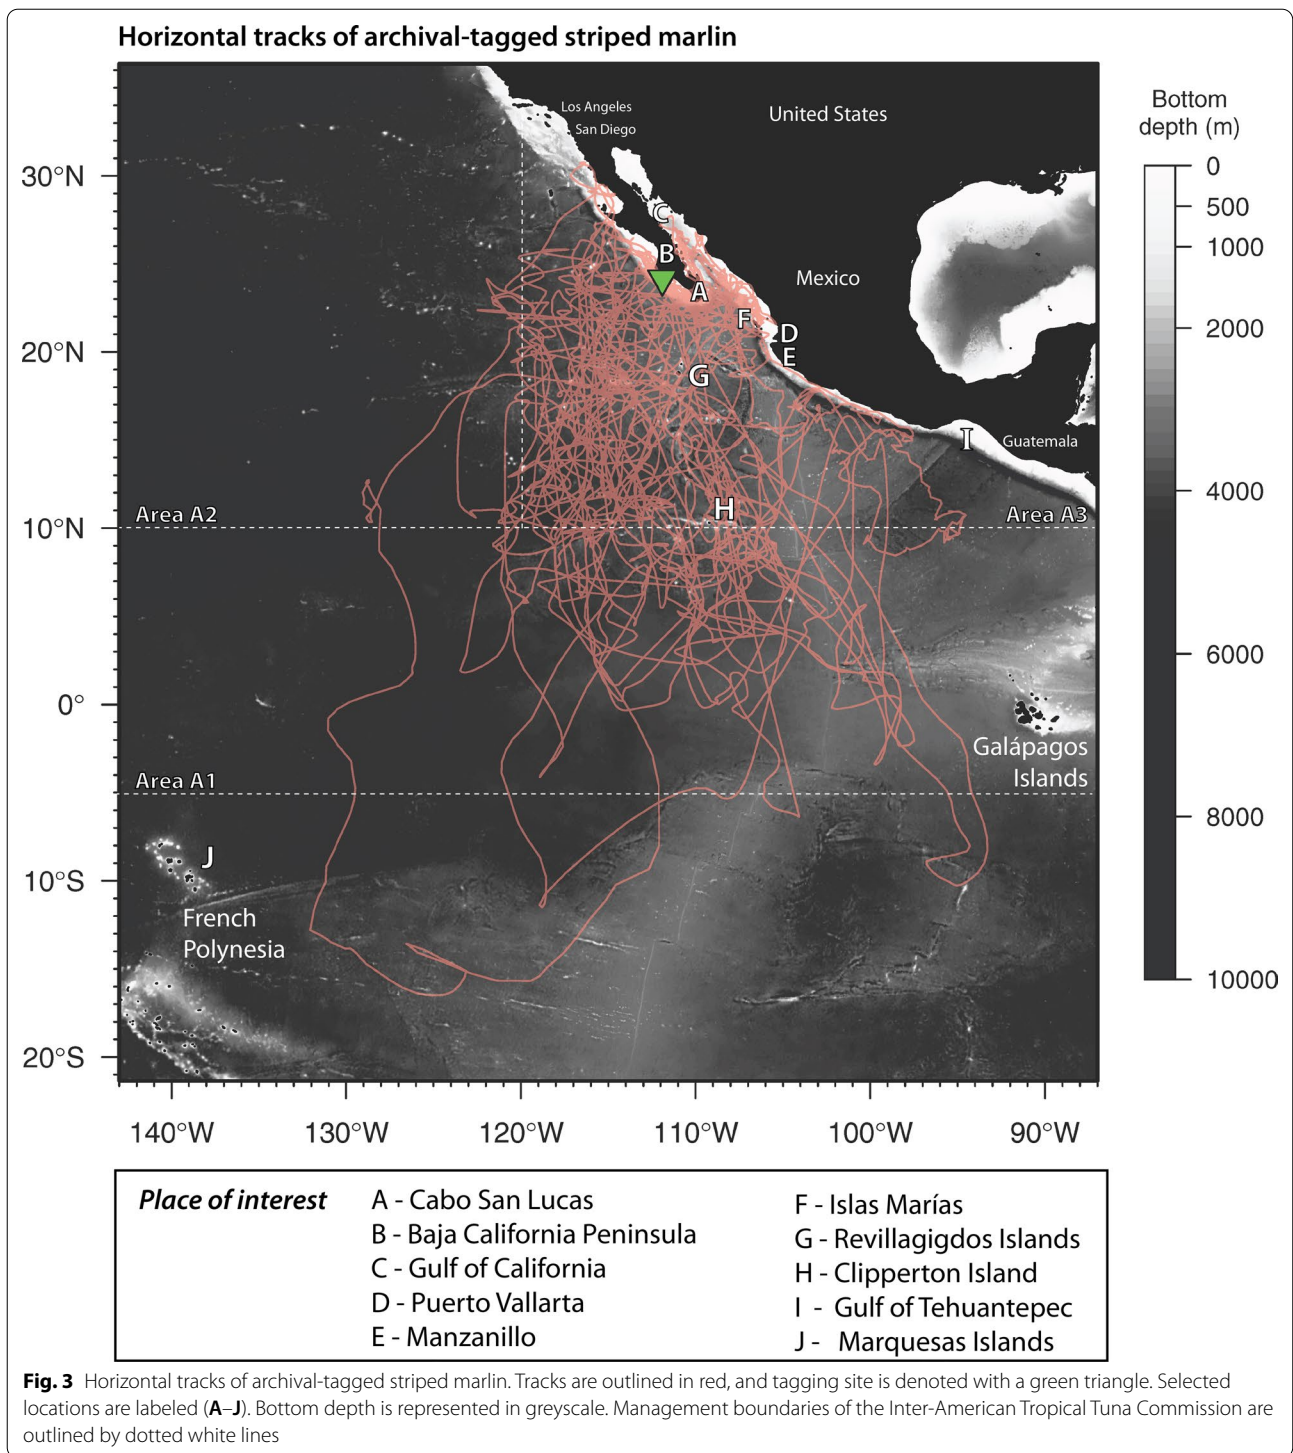 Horizontal tracks of archival-tagged striped marlin
Los Angeles
San Diego
United States
Bottom
depth (m)
0
500
1000
2000
4000
6000
8000
10000
30°N
20°N
10°N
0°
10°S
20°S
C
B
A
Mexico
F
D
E
G
I
Guatemala
H
Area A2
Area A3
Galápagos
Islands
Area A1
J
French
Polynesia
140°W
130°W
120°W
110°W
100°W
90°W
Place of interest
A - Cabo San Lucas
B - Baja California Peninsula
C - Gulf of California
D - Puerto Vallarta
E - Manzanillo
F - Islas Marías
G - Revillagigdos Islands
H - Clipperton Island
I - Gulf of Tehuantepec
J - Marquesas Islands
Fig. 3 Horizontal tracks of archival-tagged striped marlin. Tracks are outlined in red, and tagging site is denoted with a green triangle. Selected
locations are labeled (A–J). Bottom depth is represented in greyscale. Management boundaries of the Inter-American Tropical Tuna Commission are
outlined by dotted white lines